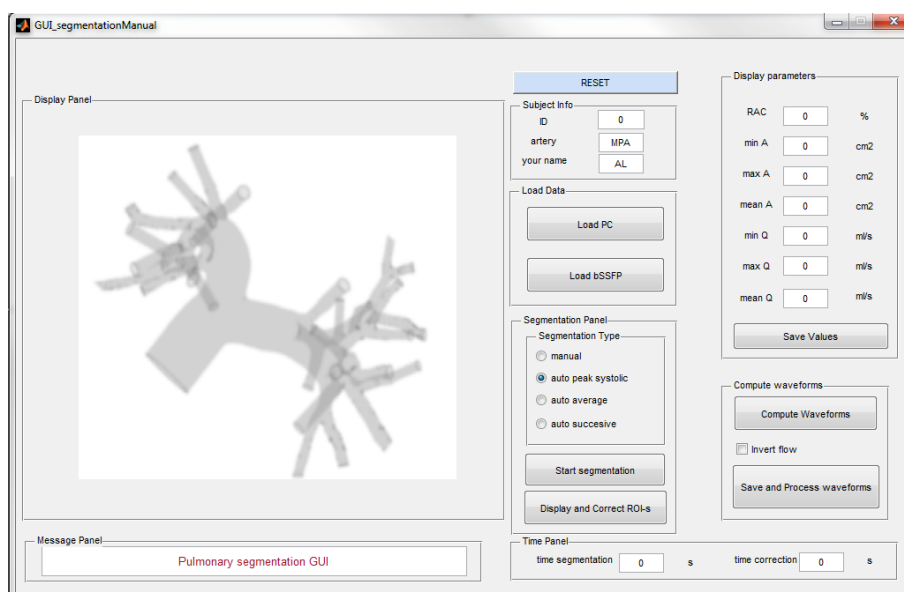 GUI_segmentationManual
Display Panel
RESET
Subject Info
ID 0
artery MPA
your name AL
Load Data
Load PC
Load bSSFP
Segmentation Panel
Segmentation Type
manual
auto peak systolic
auto average
auto succesive
Start segmentation
Display and Correct ROI-s
Display parameters
RAC 0 %
min A 0 cm2
max A 0 cm2
mean A 0 cm2
min Q 0 ml/s
max Q 0 ml/s
mean Q 0 ml/s
Save Values
Compute waveforms
Compute Waveforms
Invert flow
Save and Process waveforms
Message Panel
Pulmonary segmentation GUI
Time Panel
time segmentation 0 s time correction 0 s